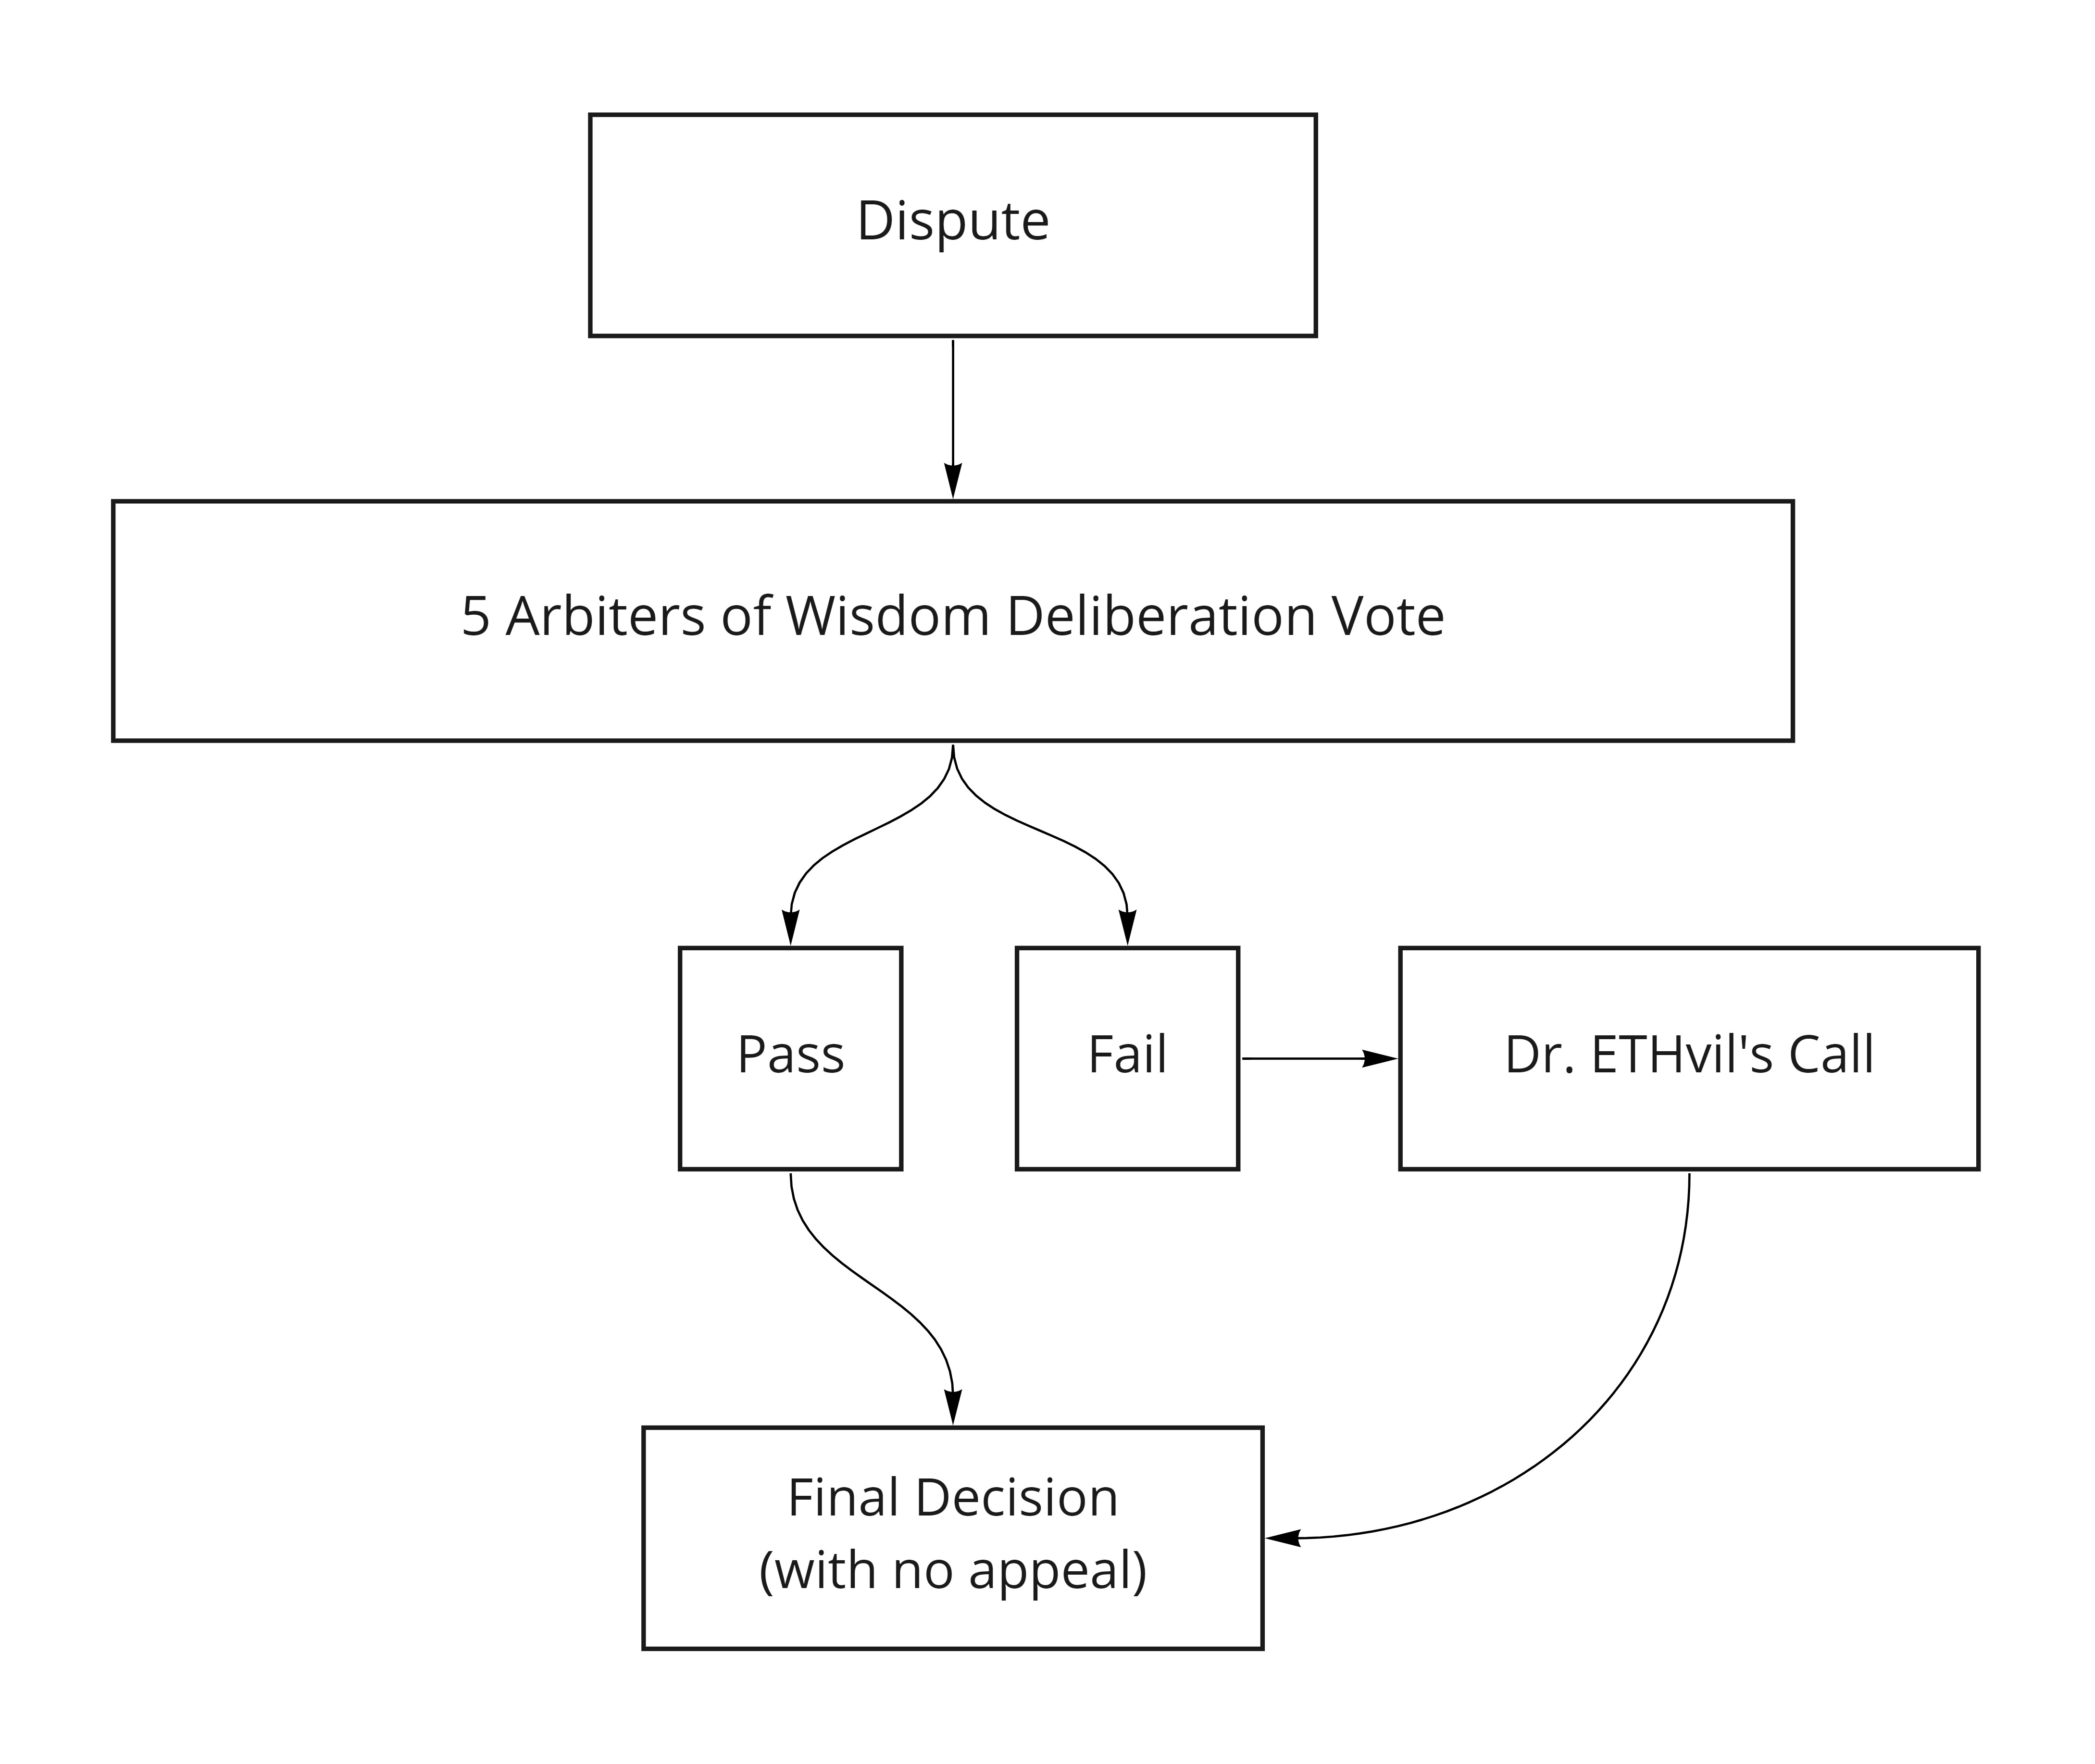 Dispute
5 Arbiters of Wisdom Deliberation Vote
Pass
Fail
Dr. ETHvil's Call
Final Decision
(with no appeal)